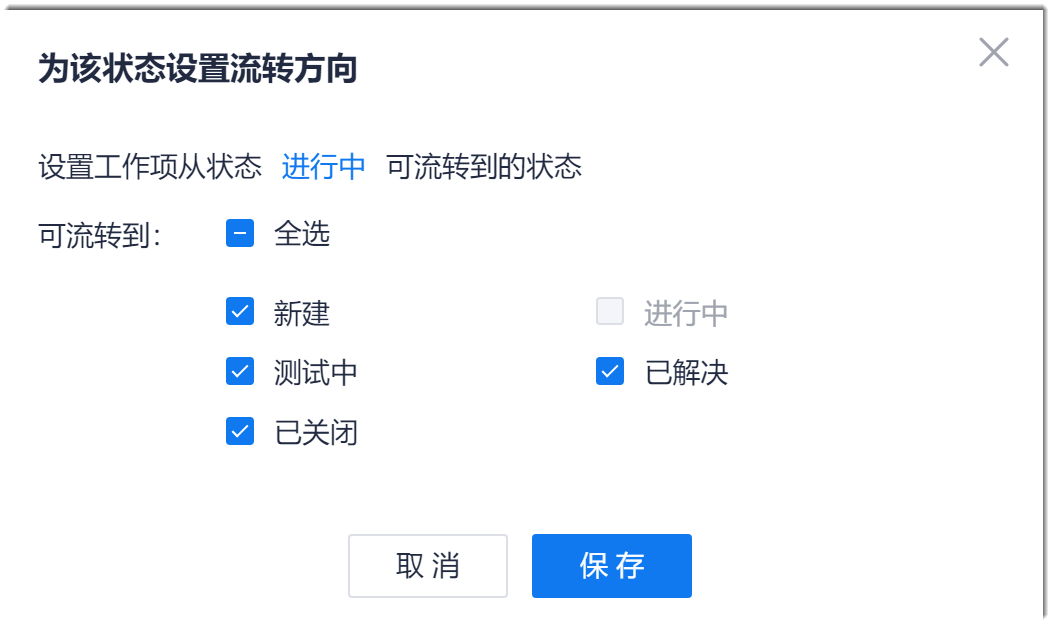 为该状态设置流转方向
设置工作项从状态 进行中 可流转到的状态
可流转到： 全选
新建 进行中
测试中 已解决
已关闭
取 消 保 存